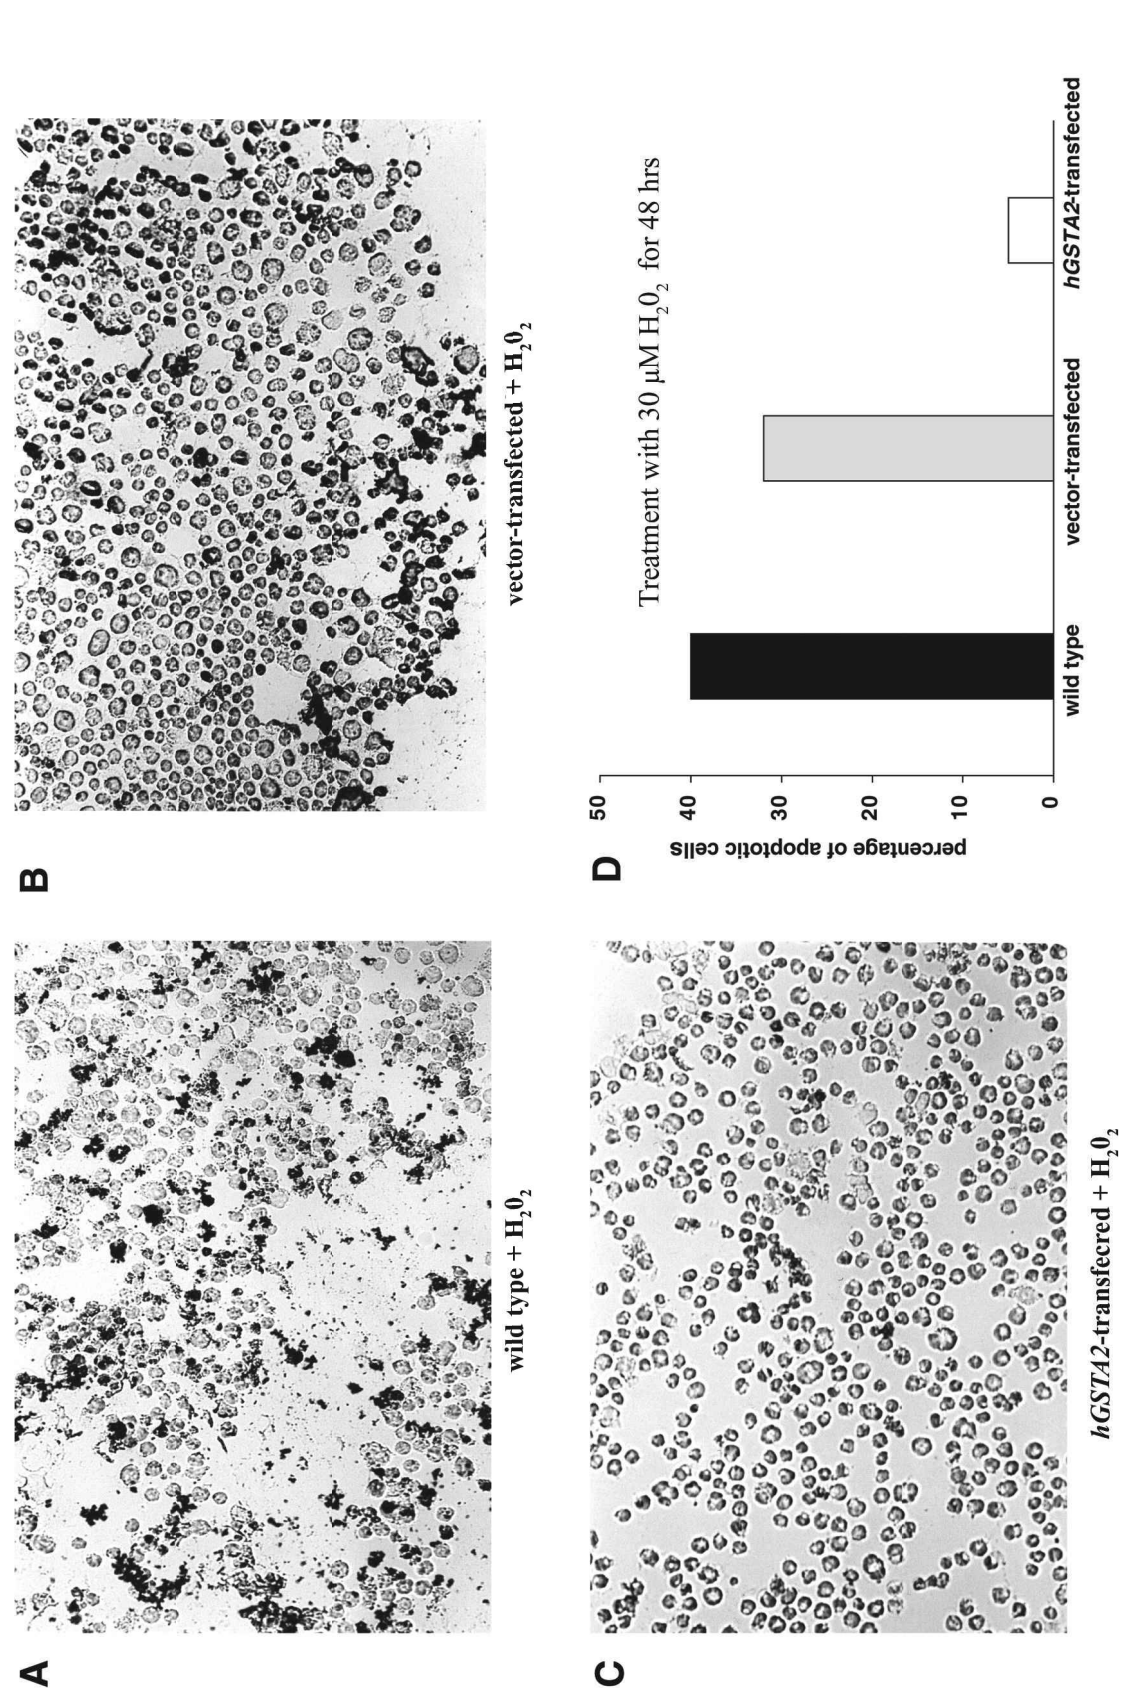 A
wild type + H₂0₂
B
vector-transfected + H₂0₂
C
hGSTA2-transfecred + H₂0₂
D
Treatment with 30 µM H₂0₂ for 48 hrs
percentage of apoptotic cells
50
40
30
20
10
0
wild type
vector-transfected
hGSTA2-transfected